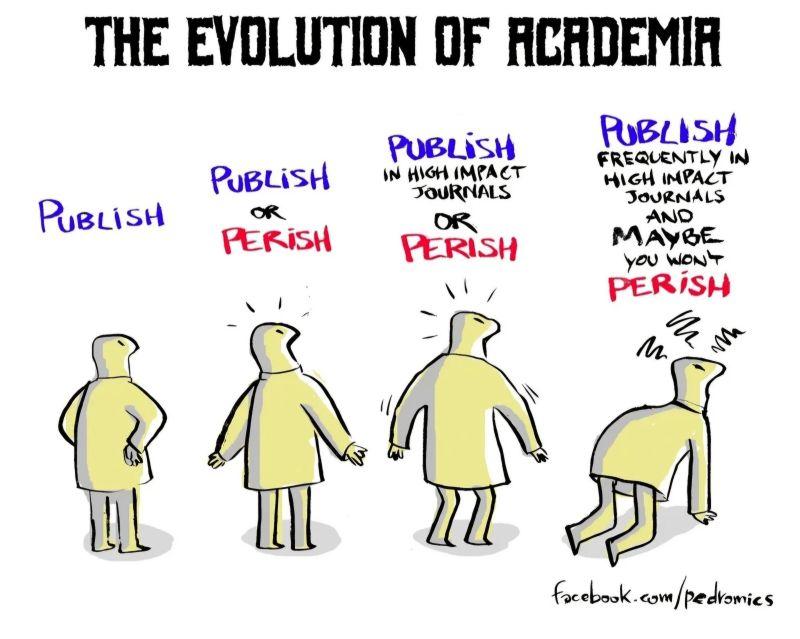 THE EVOLUTION OF ACADEMIA
PUBLISH
PUBLISH
OR
PERISH
PUBLISH
IN HIGH IMPACT
JOURNALS
OR
PERISH
PUBLISH
FREQUENTLY IN
HIGH IMPACT
JOURNALS
AND
MAYBE
YOU WON'T
PERISH
facebook.com/pedromics